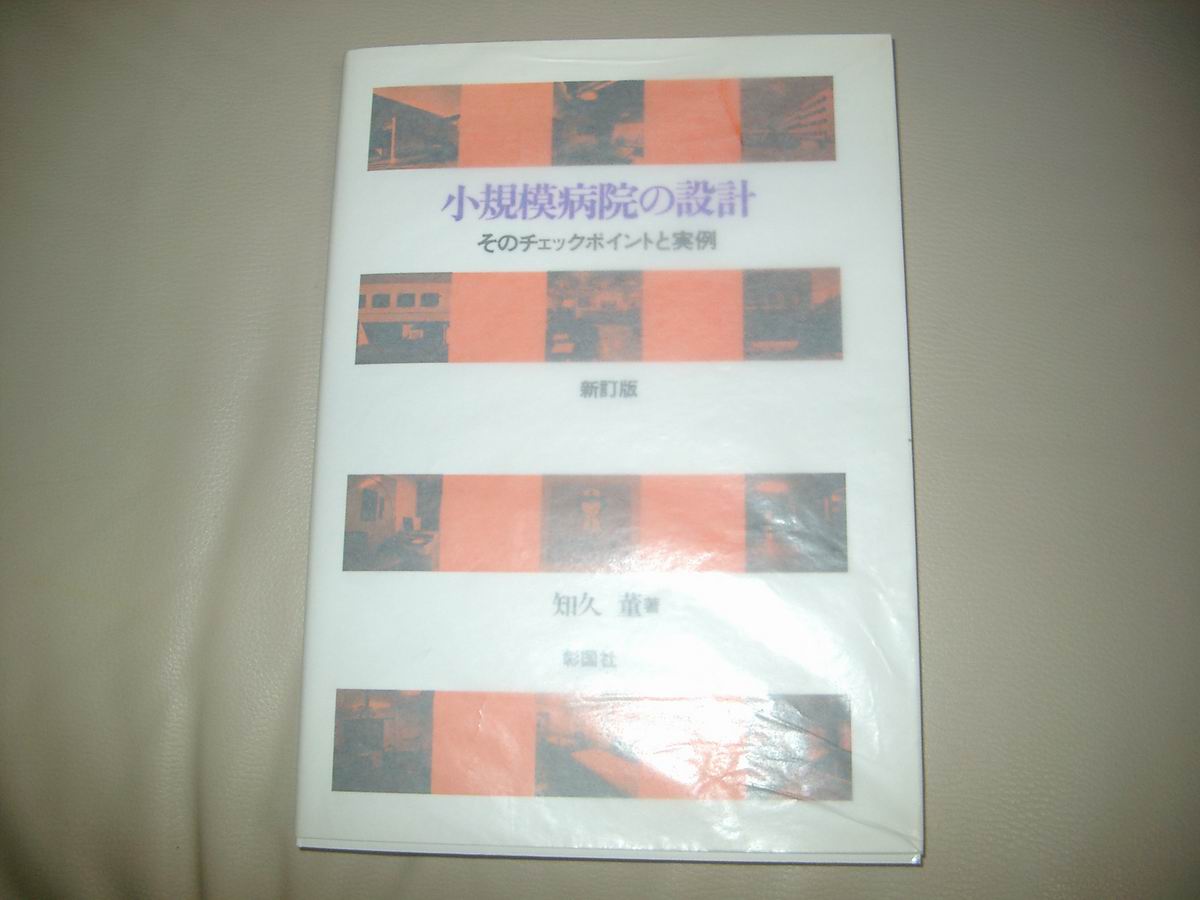 小規模病院の設計
そのチェックポイントと実例
新訂版
知久 董 著
彰国社